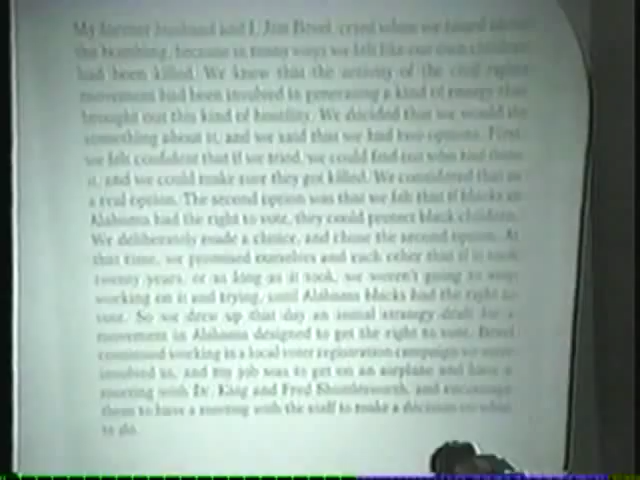 My former husband and I, Jim Bevel, cried when we heard about
the bombing, because in many ways we felt like our own children
had been killed. We knew that the activity of the civil rights
movement had been involved in generating a kind of energy that
brought out this kind of hostility. We decided that we would do
something about it, and we said that we had two options. First,
we felt confident that if we tried, we could find out who had done
it, and we could make sure they got killed. We considered that as
a real option. The second option was that we felt that if blacks in
Alabama had the right to vote, they could protect black children.
We deliberately made a choice, and chose the second option. At
that time, we promised ourselves and each other that if it took
twenty years, or as long as it took, we weren't going to stop
working on it and trying, until Alabama blacks had the right to
vote. So we drew up that day an initial strategy draft for a
movement in Alabama designed to get the right to vote. Bevel
continued working in a local voter registration campaign we were
involved in, and my job was to get on an airplane and have a
meeting with Dr. King and Fred Shuttlesworth, and encourage
them to have a meeting with the staff to make a decision on what
to do.